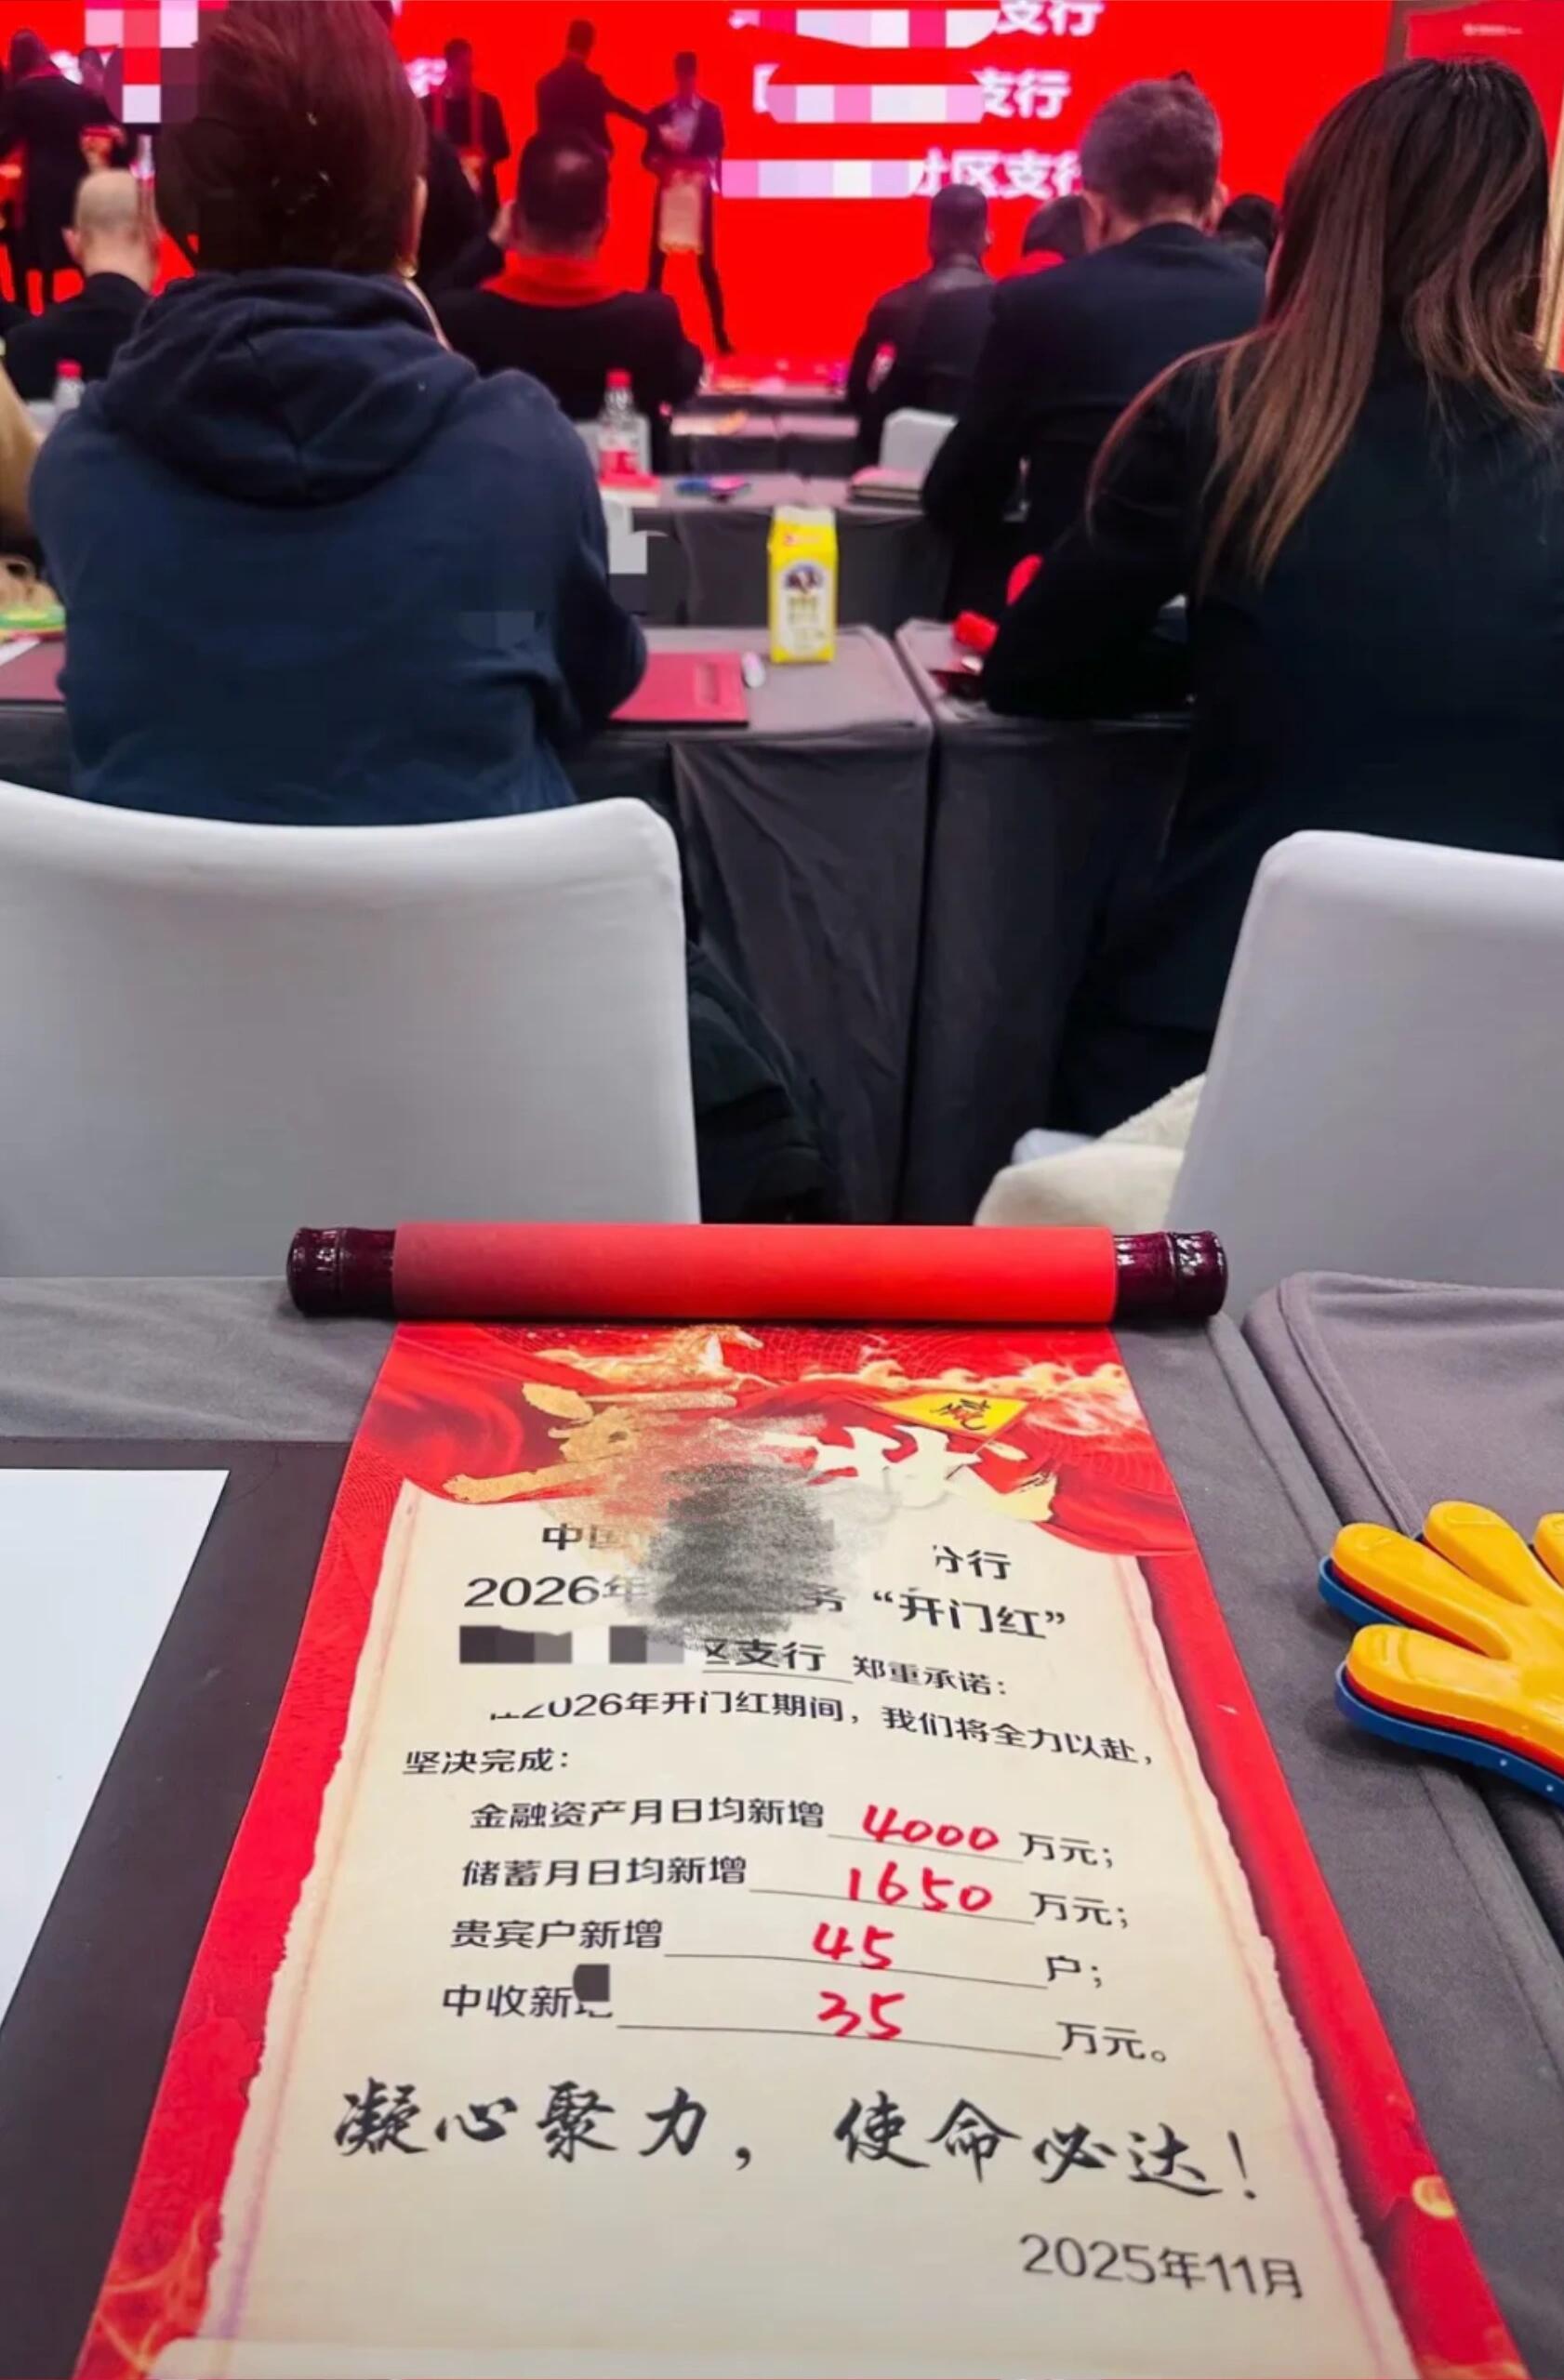 支行
支行
社区支行
中国
分行
2026年
务“开门红”
区支行 郑重承诺：
2026年开门红期间，我们将全力以赴，
坚决完成：
金融资产月日均新增 4000 万元；
储蓄月日均新增 1650 万元；
贵宾户新增 45 户；
中收新增 35 万元。
凝心聚力，使命必达！
2025年11月